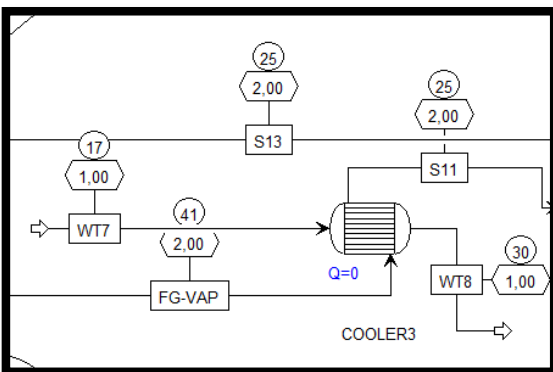 25
2,00
S13
25
2,00
S11
17
1,00
WT7
41
2,00
FG-VAP
Q=0
COOLER3
30
1,00
WT8